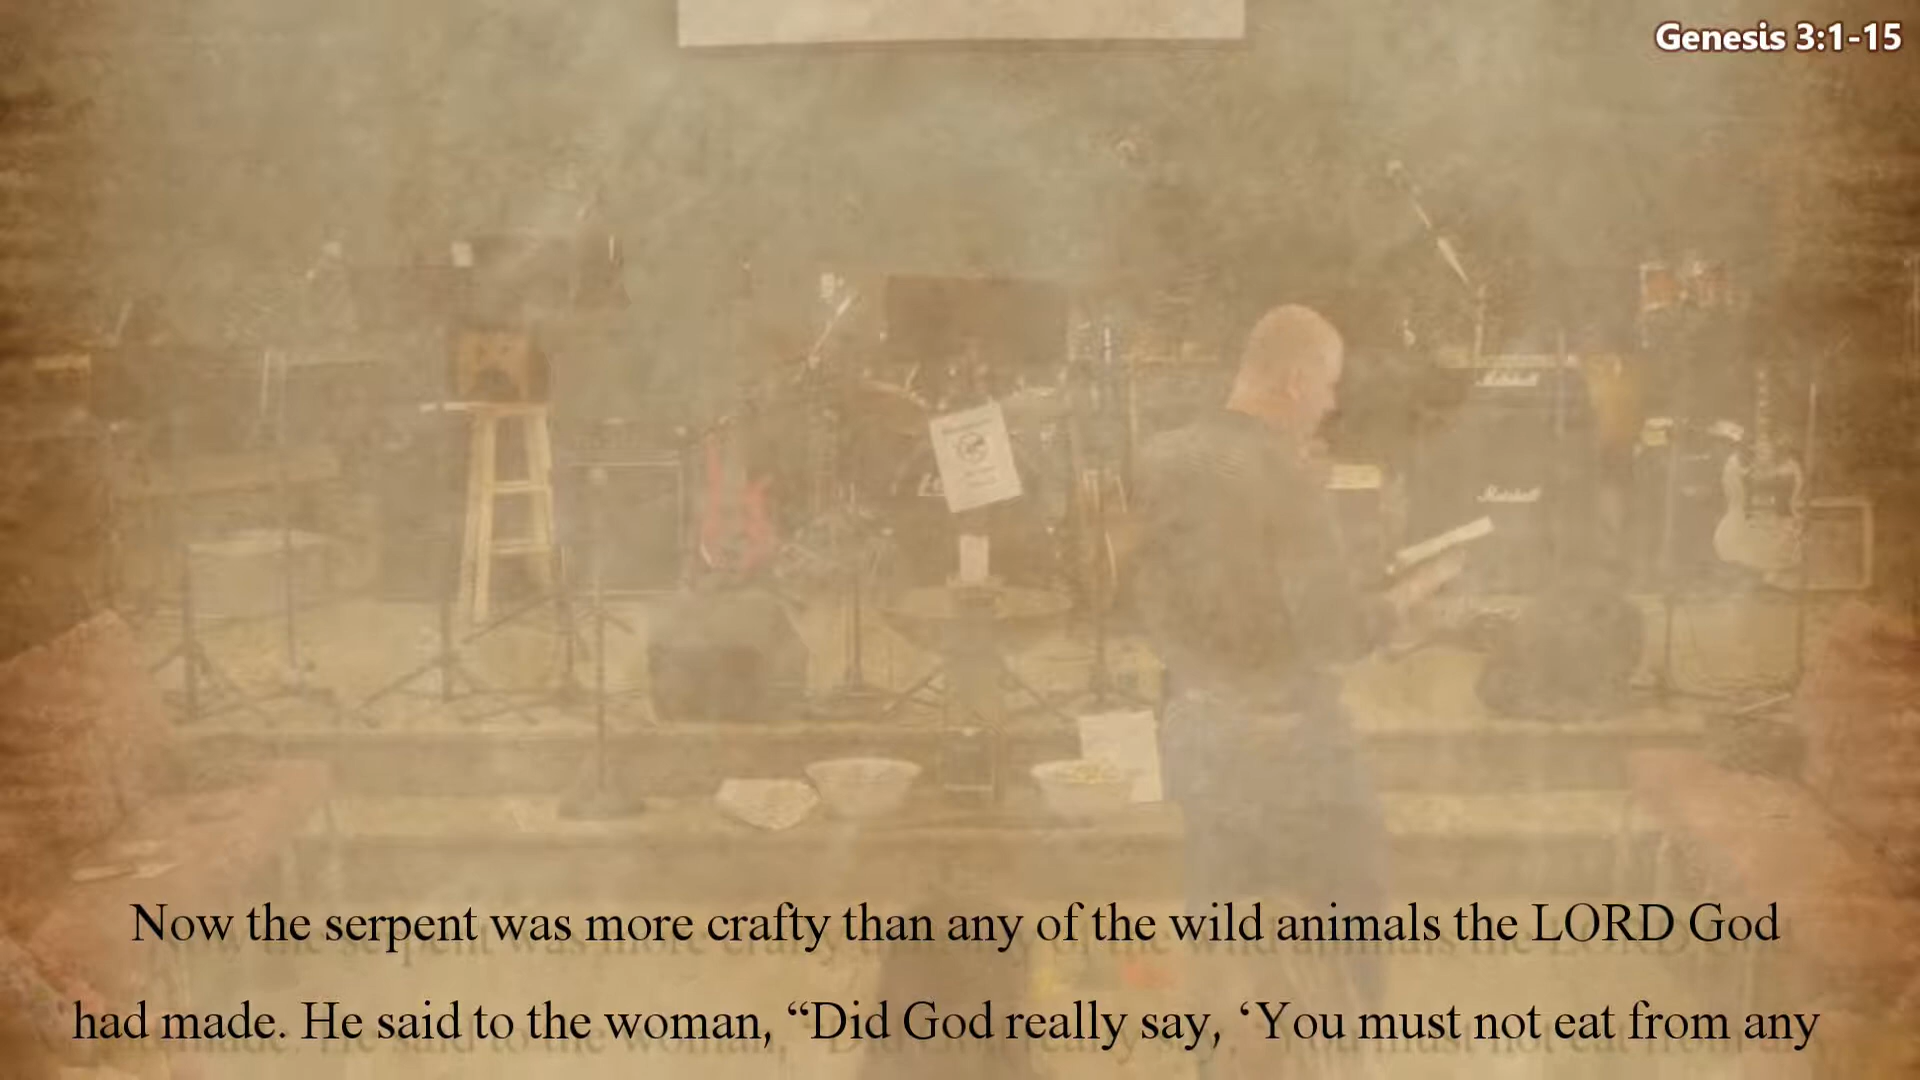 Genesis 3:1-15
Marshall
Now the serpent was more crafty than any of the wild animals the LORD God
had made. He said to the woman, “Did God really say, ‘You must not eat from any